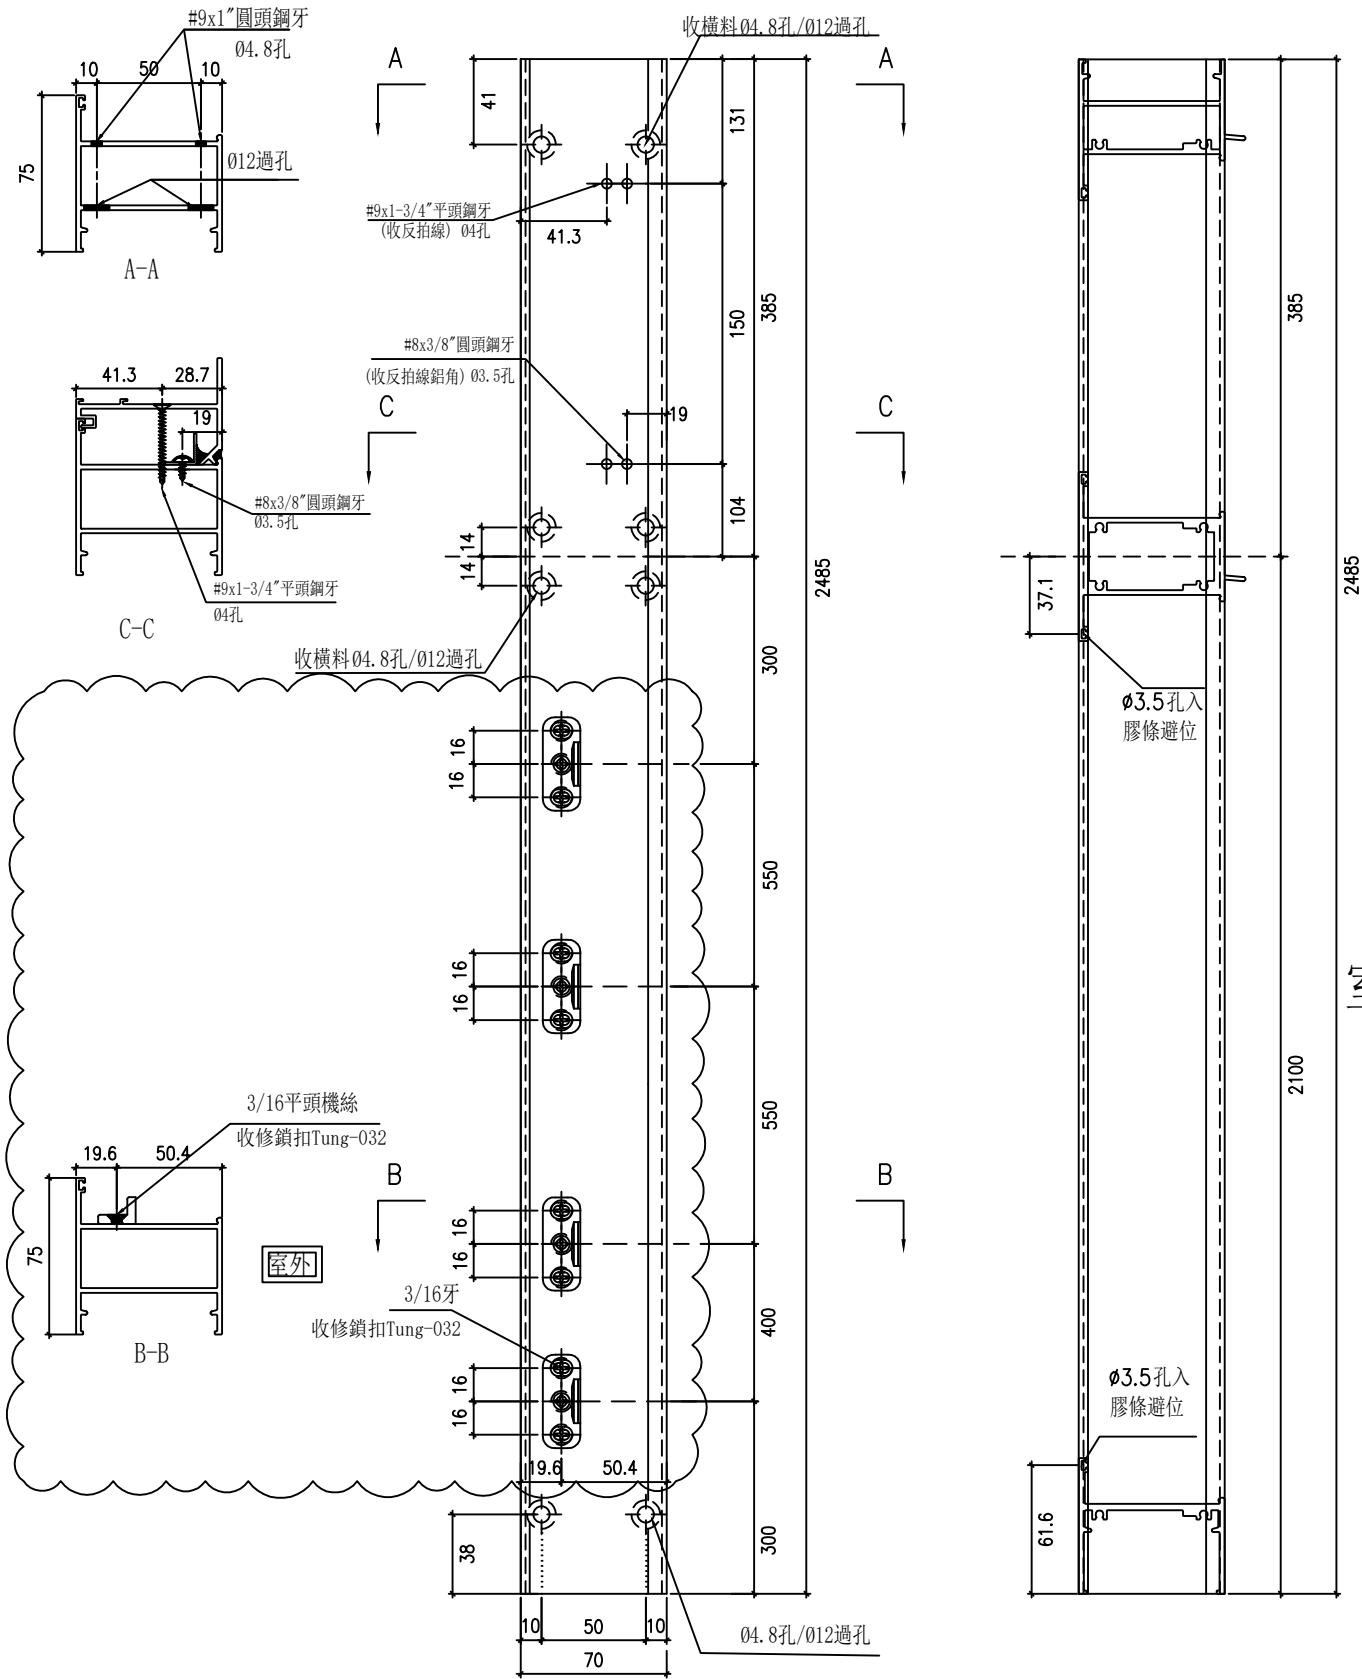 #9x1"圓頭鋼牙
Ø4.8孔
10
50
10
75
Ø12過孔
A-A
41.3
28.7
19
#8x3/8"圓頭鋼牙
Ø3.5孔
#9x1-3/4"平頭鋼牙
Ø4孔
C-C
收橫料Ø4.8孔/Ø12過孔
A
A
41
131
#9x1-3/4"平頭鋼牙
(收反拍線) Ø4孔
41.3
385
150
#8x3/8"圓頭鋼牙
(收反拍線鋁角) Ø3.5孔
C
C
19
104
14
14
2485
收橫料Ø4.8孔/Ø12過孔
300
16
16
550
16
16
550
3/16平頭機絲
收修鎖扣Tung-032
19.6
50.4
75
B-B
室外
B
B
16
16
3/16牙
收修鎖扣Tung-032
400
16
16
19.6
50.4
38
300
10
50
10
70
Ø4.8孔/Ø12過孔
385
2485
37.1
Ø3.5孔入
膠條避位
2100
Ø3.5孔入
膠條避位
61.6